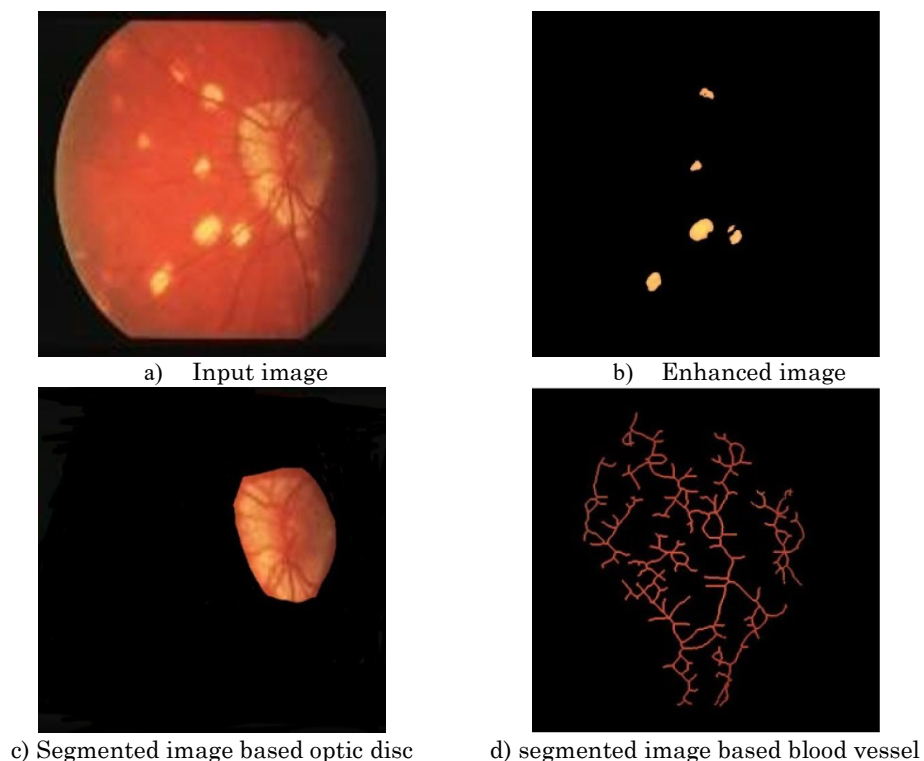 a) Input image
b) Enhanced image
c) Segmented image based optic disc
d) segmented image based blood vessel